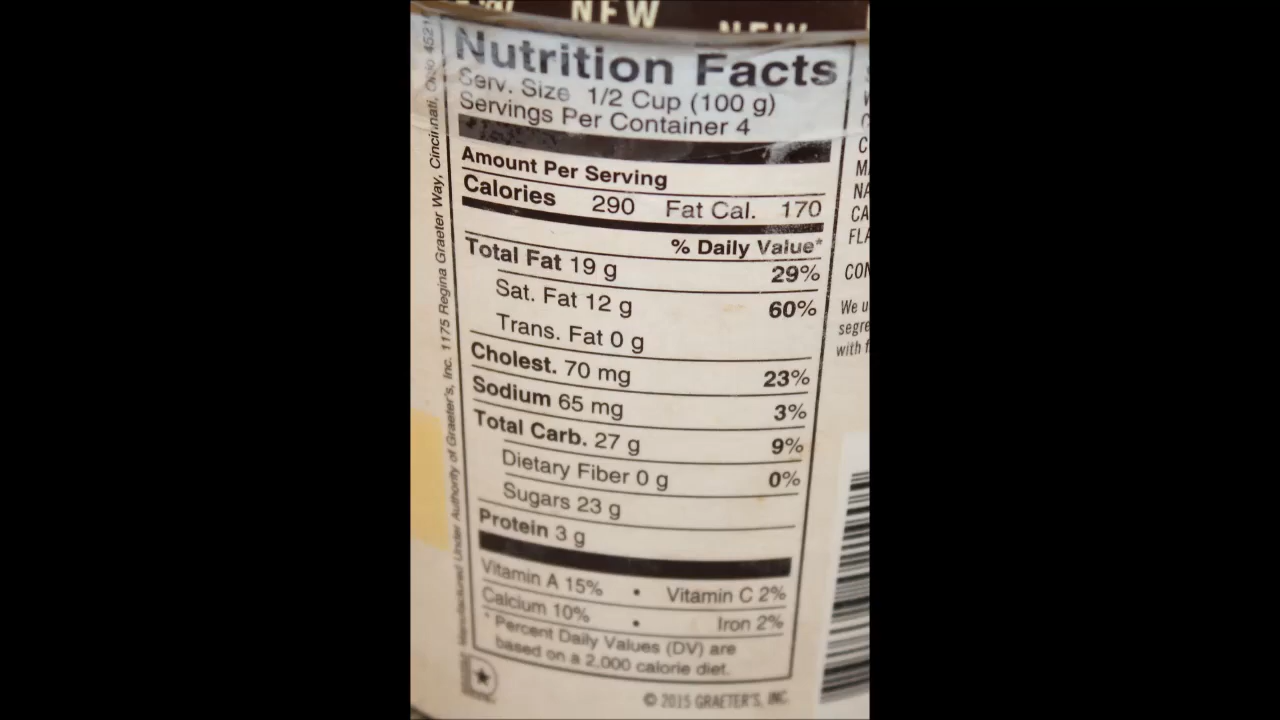 NEW
NEW
Nutrition Facts
Serv. Size 1/2 Cup (100 g)
Servings Per Container 4
Amount Per Serving
Calories 290 Fat Cal. 170
% Daily Value*
Total Fat 19 g 29%
Sat. Fat 12 g 60%
Trans. Fat 0 g
Cholest. 70 mg 23%
Sodium 65 mg 3%
Total Carb. 27 g 9%
Dietary Fiber 0 g 0%
Sugars 23 g
Protein 3 g
Vitamin A 15% • Vitamin C 2%
Calcium 10% • Iron 2%
* Percent Daily Values (DV) are
based on a 2,000 calorie diet.
© 2015 GRAETER'S, INC.
Manufactured Under Authority of Graeter's, Inc. 1175 Regina Graeter Way, Cincinnati, Ohio 4521
We u
with f